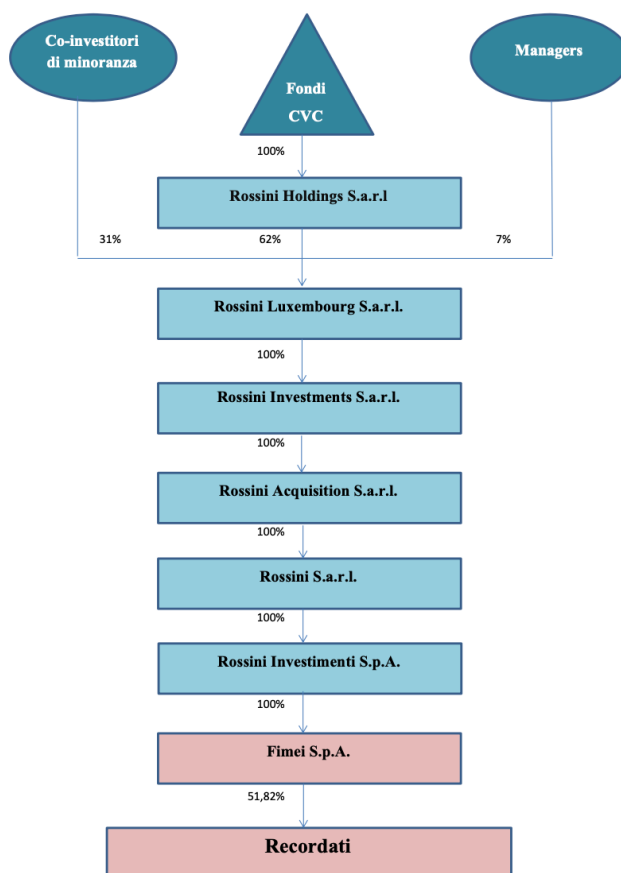 Co-investitori
di minoranza
Fondi
CVC
Managers
100%
Rossini Holdings S.a.r.l
31%
62%
7%
Rossini Luxembourg S.a.r.l.
100%
Rossini Investments S.a.r.l.
100%
Rossini Acquisition S.a.r.l.
100%
Rossini S.a.r.l.
100%
Rossini Investimenti S.p.A.
100%
Fimei S.p.A.
51,82%
Recordati